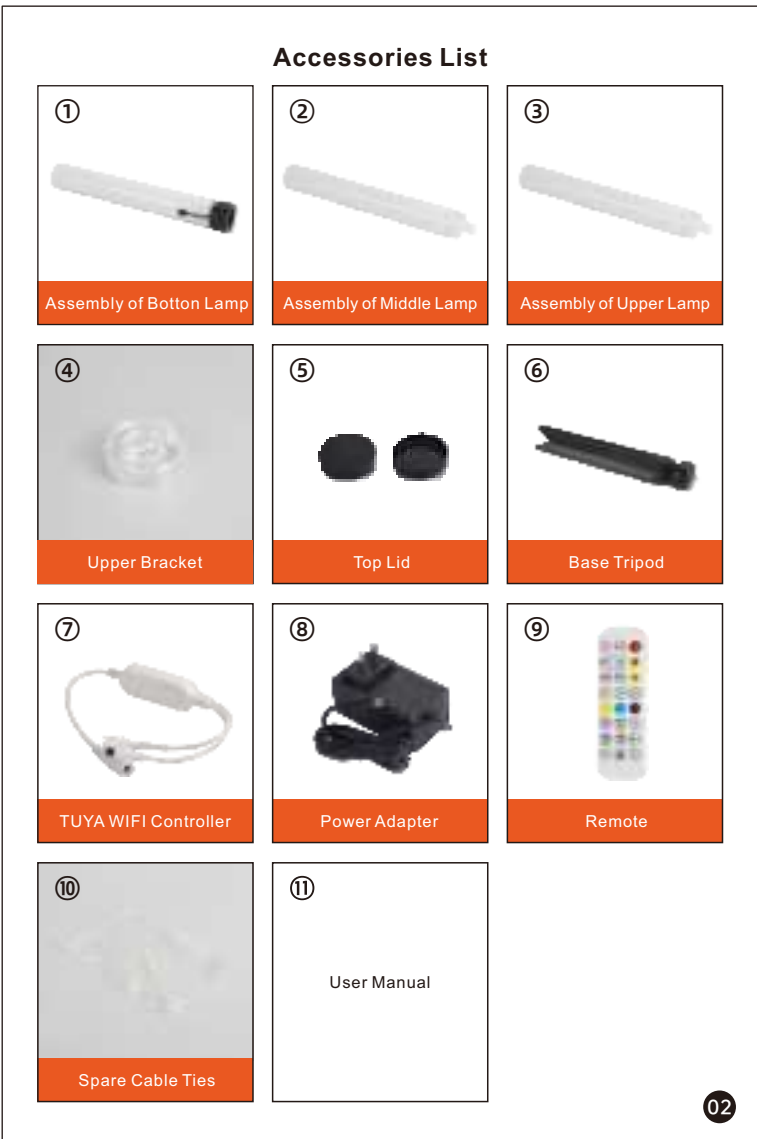 Accessories List
①
②
③
Assembly of Botton Lamp
Assembly of Middle Lamp
Assembly of Upper Lamp
④
⑤
⑥
Upper Bracket
Top Lid
Base Tripod
⑦
⑧
⑨
TUYA WIFI Controller
Power Adapter
Remote
⑩
⑪
User Manual
Spare Cable Ties
02